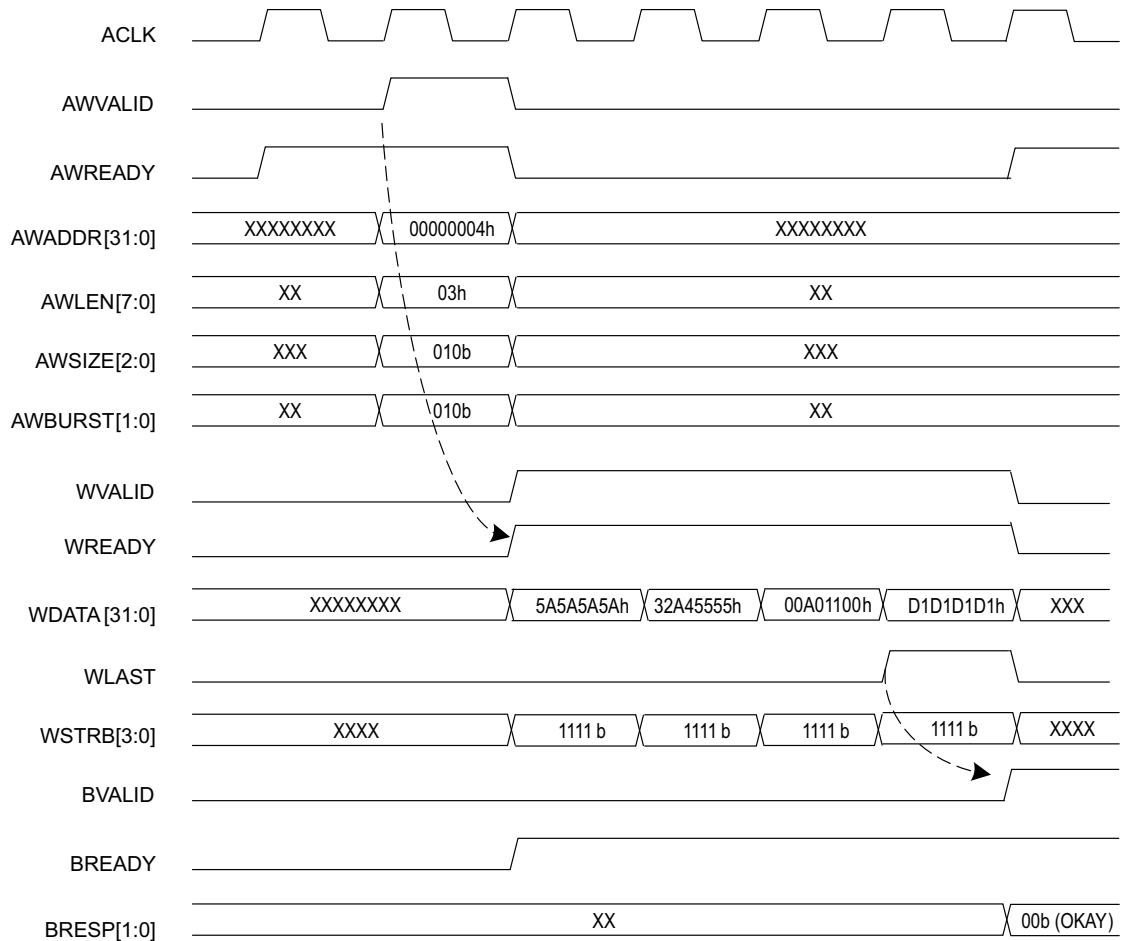 ACLK
AWVALID
AWREADY
AWADDR[31:0] XXXXXXXX 00000004h XXXXXXXX
AWLEN[7:0] XX 03h XX
AWSIZE[2:0] XXX 010b XXX
AWBURST[1:0] XX 010b XX
WVALID
WREADY
WDATA[31:0] XXXXXXXX 5A5A5A5Ah 32A45555h 00A01100h D1D1D1D1h XXX
WLAST
WSTRB[3:0] XXXX 1111 b 1111 b 1111 b 1111 b XXXX
BVALID
BREADY
BRESP[1:0] XX 00b (OKAY)